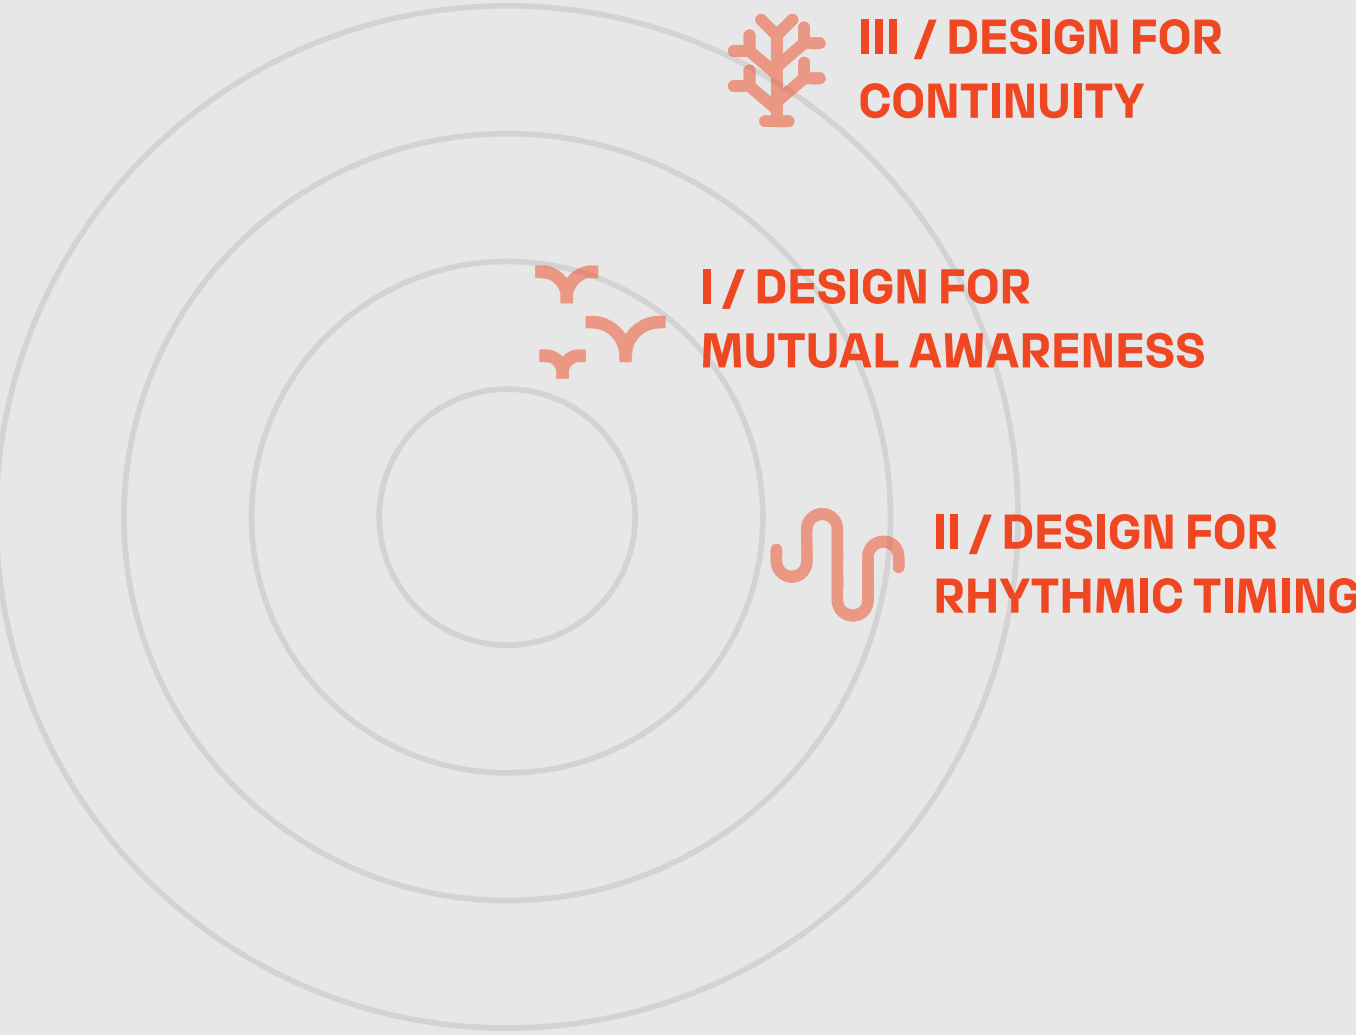 III / DESIGN FOR
CONTINUITY
I / DESIGN FOR
MUTUAL AWARENESS
II / DESIGN FOR
RHYTHMIC TIMING